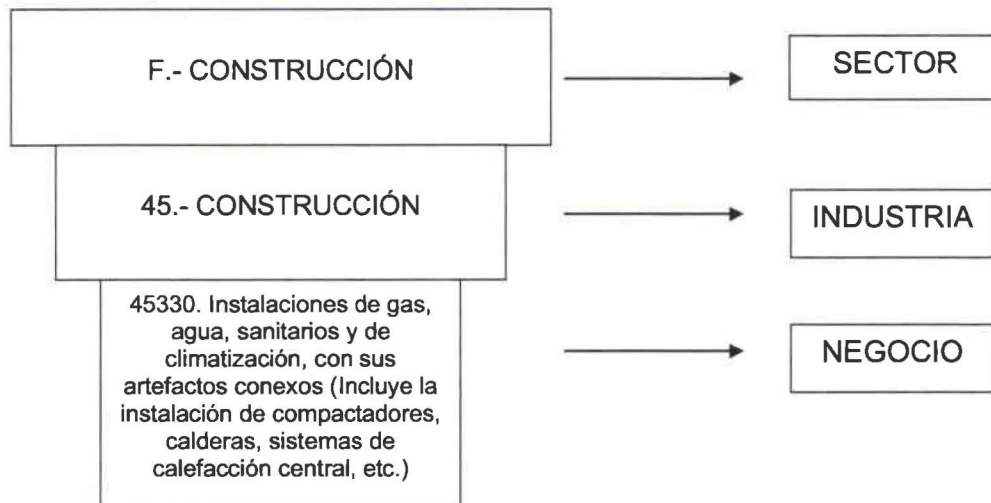 F.- CONSTRUCCIÓN
SECTOR
45.- CONSTRUCCIÓN
INDUSTRIA
45330. Instalaciones de gas,
agua, sanitarios y de
climatización, con sus
artefactos conexos (Incluye la
instalación de compactadores,
calderas, sistemas de
calefacción central, etc.)
NEGOCIO